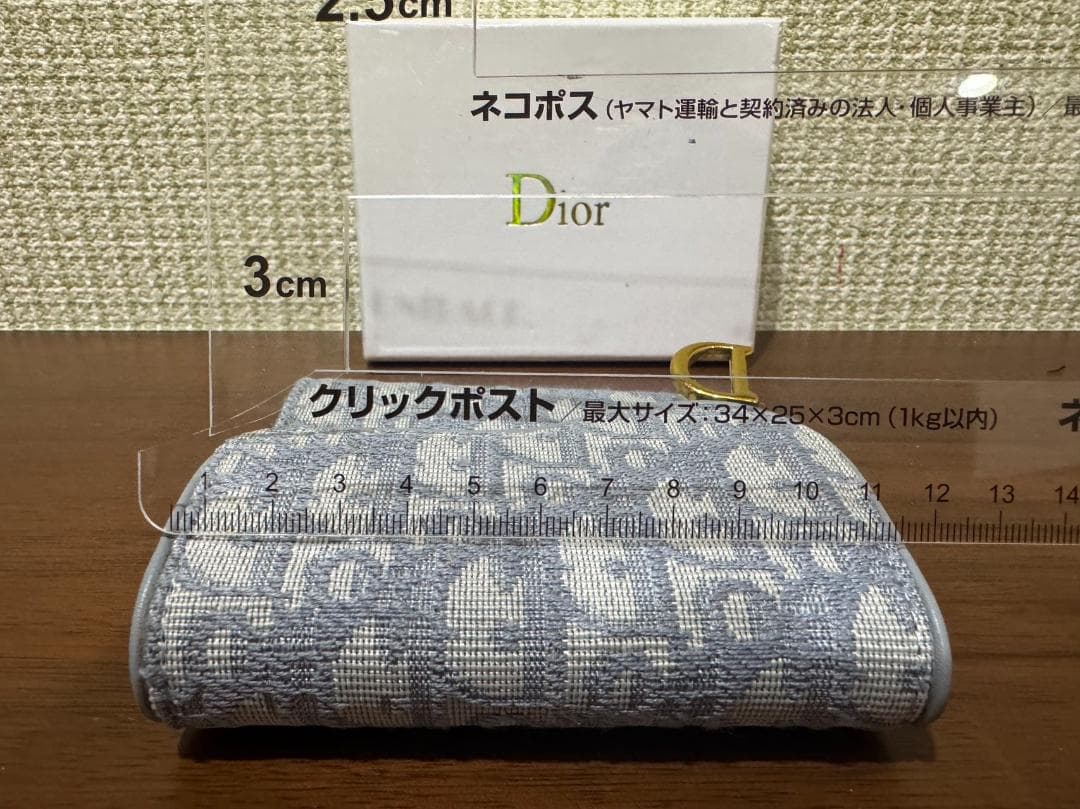 2.5cm
ネコポス(ヤマト運輸と契約済みの法人・個人事業主)/最
Dior
3cm
クリックポスト/最大サイズ:34×25×3cm(1kg以内)
ネ
1 2 3 4 5 6 7 8 9 10 11 12 13 14